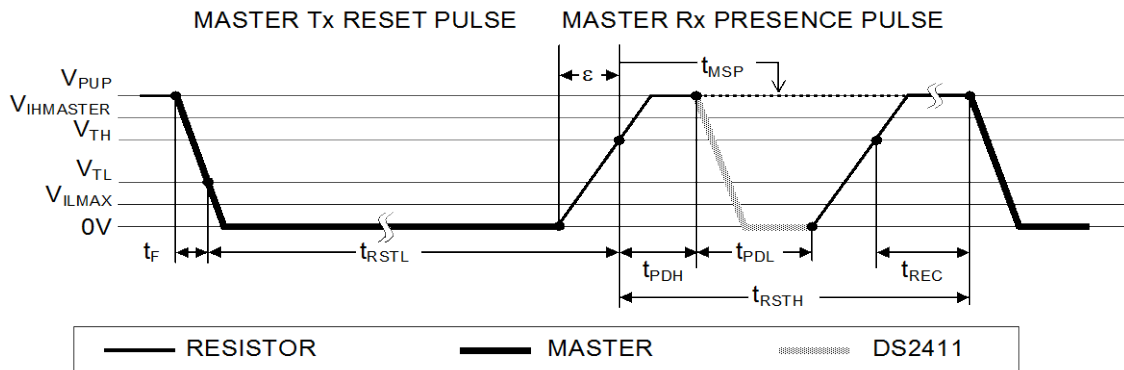 MASTER Tx RESET PULSE MASTER Rx PRESENCE PULSE
ε tMSP
VPUP
VIHMASTER
VTH
VTL
VILMAX
0V
tF tRSTL tPDH tPDL tREC
tRSTH
RESISTOR MASTER DS2411